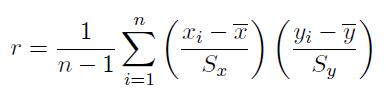 r = \frac{1}{n-1} \sum_{i=1}^{n} \left( \frac{x_i - \overline{x}}{S_x} \right) \left( \frac{y_i - \overline{y}}{S_y} \right)